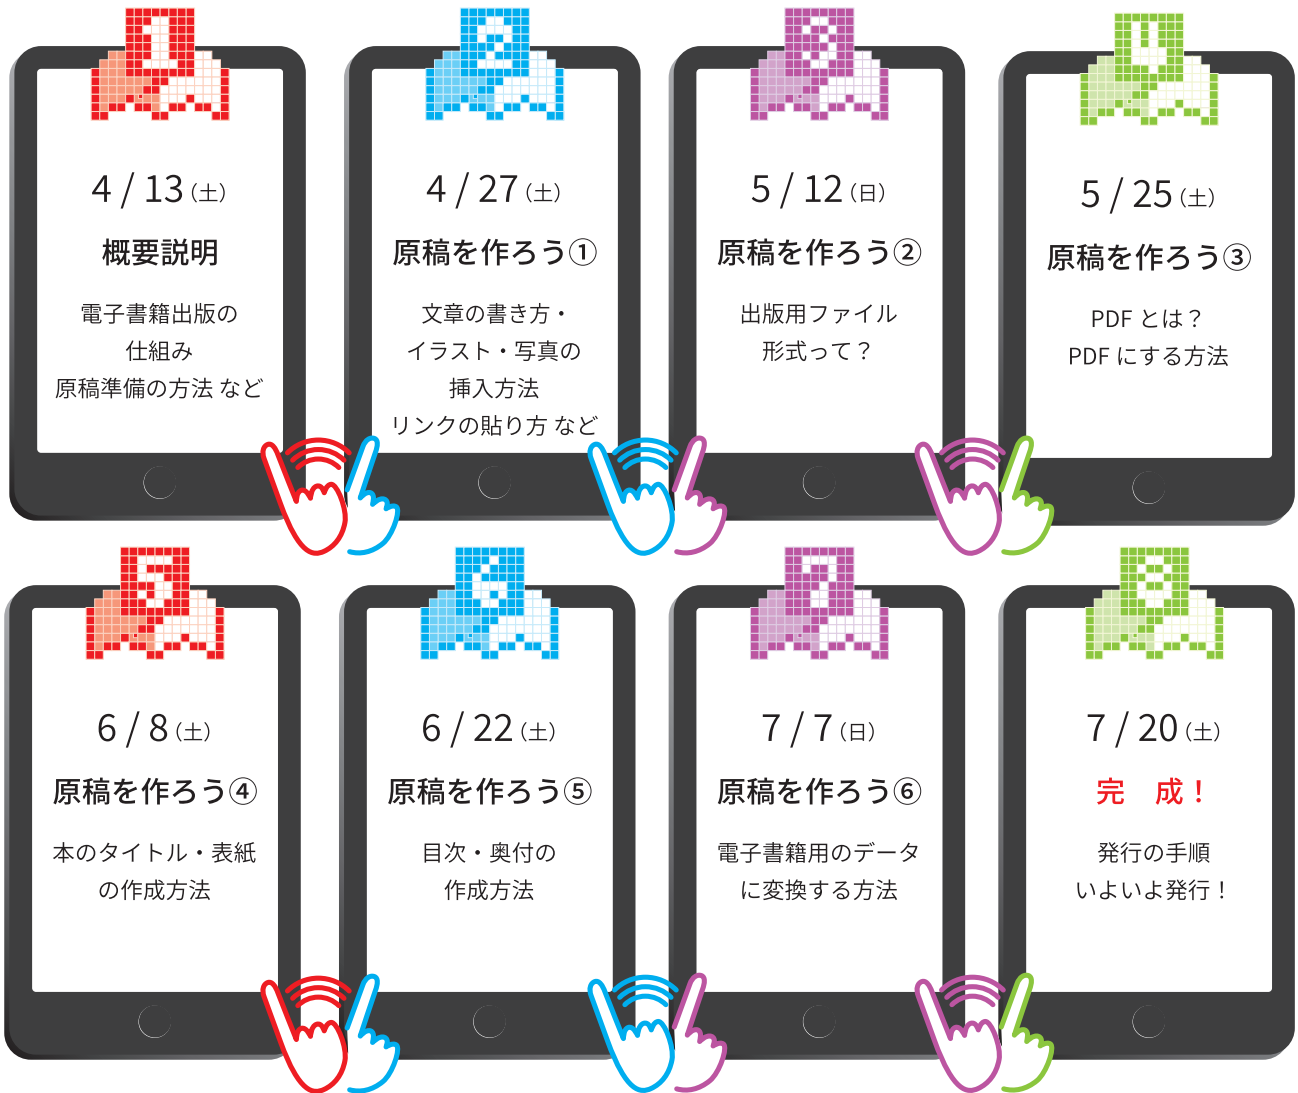 1
4 / 13（土）
概要説明
電子書籍出版の
仕組み
原稿準備の方法 など
2
4 / 27（土）
原稿を作ろう①
文章の書き方・
イラスト・写真の
挿入方法
リンクの貼り方 など
3
5 / 12（日）
原稿を作ろう②
出版用ファイル
形式って？
4
5 / 25（土）
原稿を作ろう③
PDF とは？
PDF にする方法
5
6 / 8（土）
原稿を作ろう④
本のタイトル・表紙
の作成方法
6
6 / 22（土）
原稿を作ろう⑤
目次・奥付の
作成方法
7
7 / 7（日）
原稿を作ろう⑥
電子書籍用のデータ
に変換する方法
8
7 / 20（土）
完　成！
発行の手順
いよいよ発行！